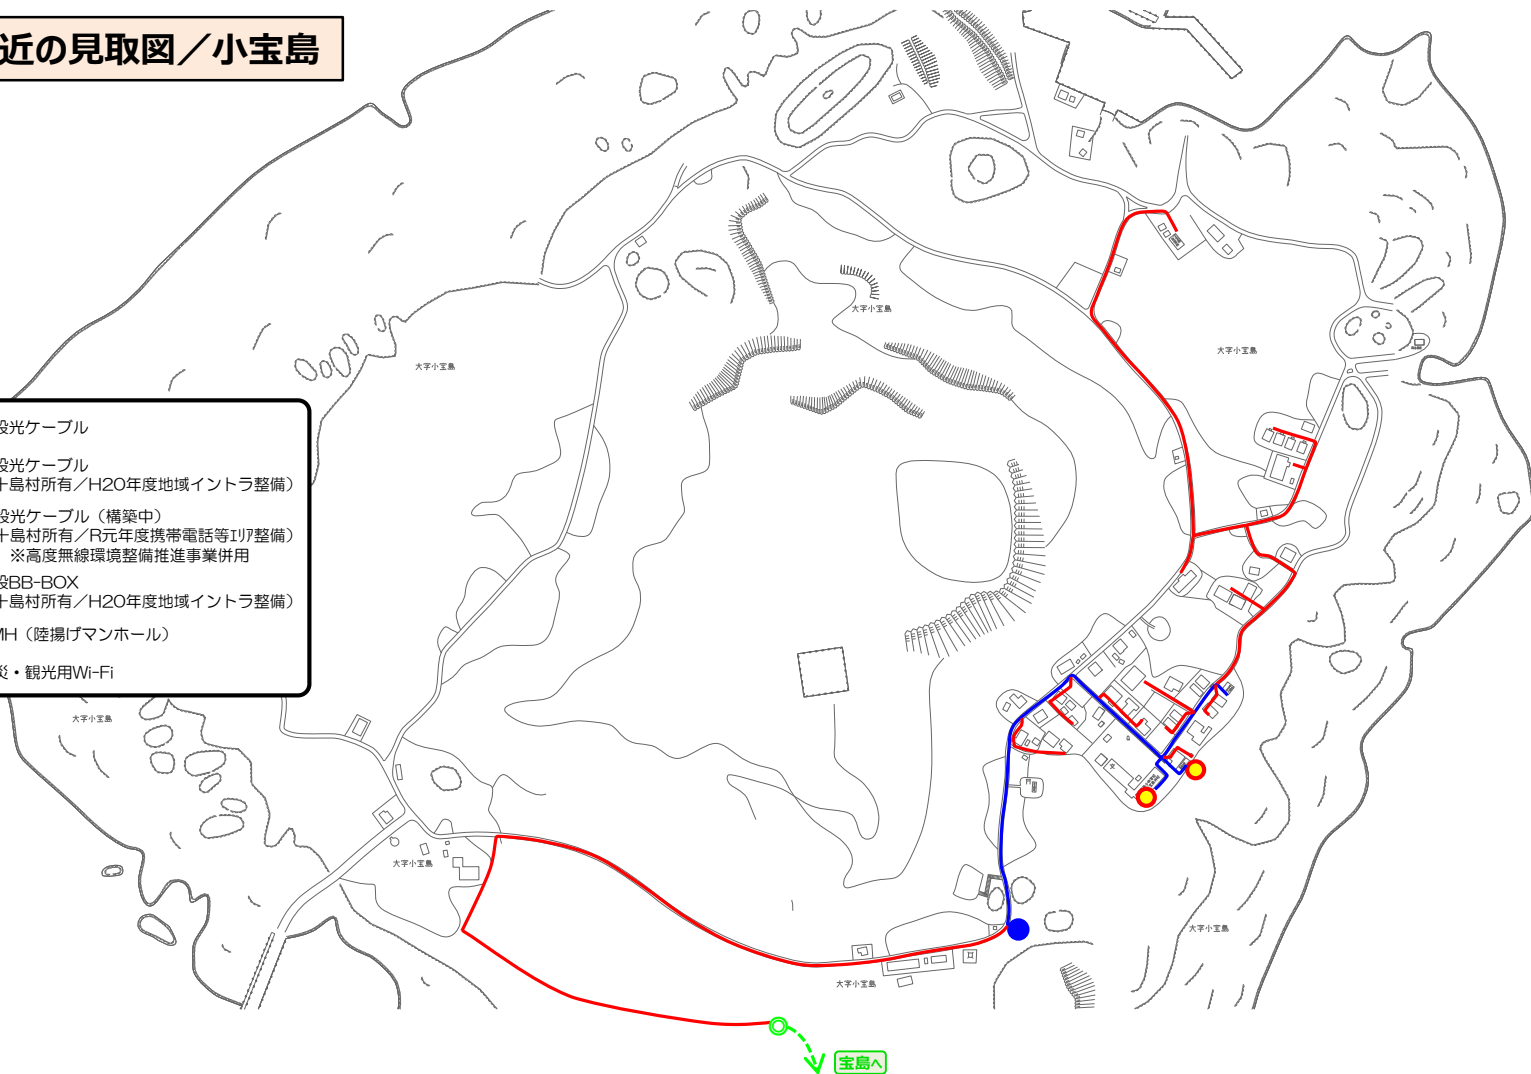 近の見取図／小宝島
大字小宝島
大字小宝島
大字小宝島
設光ケーブル
設光ケーブル
十島村所有／H20年度地域イントラ整備）
設光ケーブル（構築中）
十島村所有／R元年度携帯電話等ｴﾘｱ整備）
※高度無線環境整備推進事業併用
設BB-BOX
十島村所有／H20年度地域イントラ整備）
MH（陸揚げマンホール）
災・観光用Wi-Fi
大字小宝島
大字小宝島
大字小宝島
大字小宝島
宝島へ